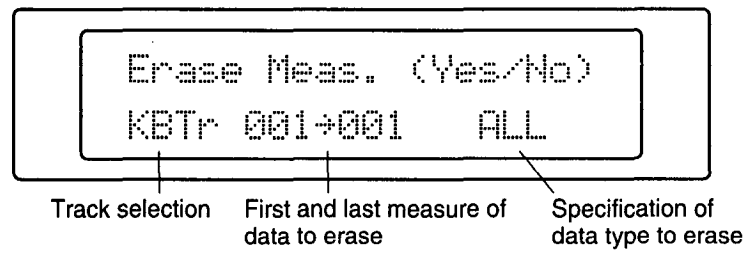 Erase Meas. (Yes/No)
KBTr 001→001 ALL
Track selection
First and last measure of
data to erase
Specification of
data type to erase